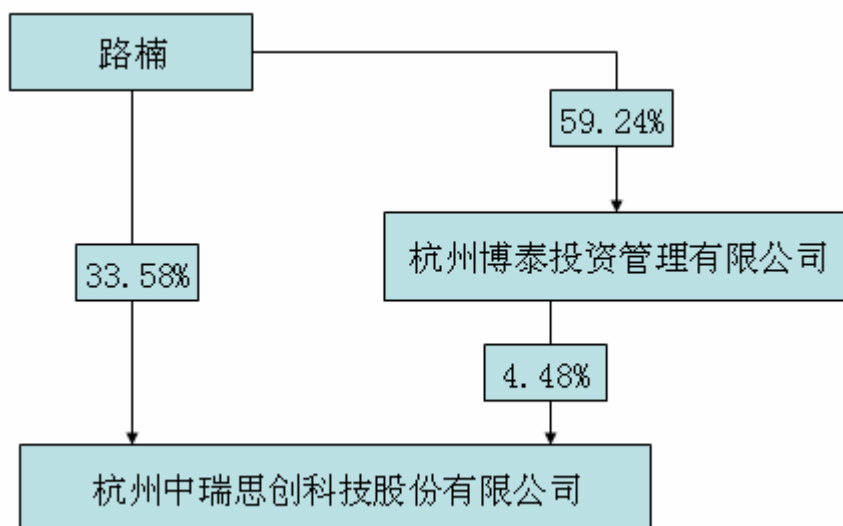 路楠
59.24%
杭州博泰投资管理有限公司
33.58%
4.48%
杭州中瑞思创科技股份有限公司